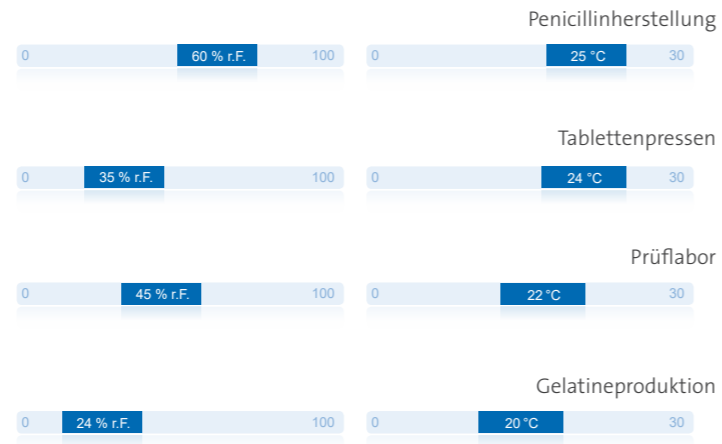 Penicillinherstellung
0 60 % r.F. 100 0 25 °C 30
Tablettenpressen
0 35 % r.F. 100 0 24 °C 30
Prüflabor
0 45 % r.F. 100 0 22 °C 30
Gelatineproduktion
0 24 % r.F. 100 0 20 °C 30